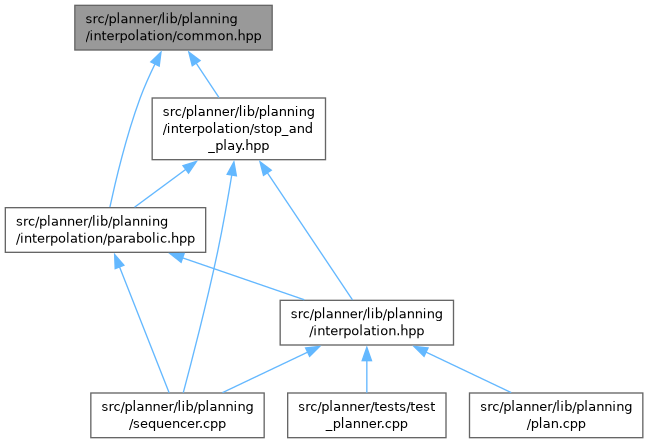 src/planner/lib/planning
/interpolation/common.hpp
src/planner/lib/planning
/interpolation/stop_and
_play.hpp
src/planner/lib/planning
/interpolation/parabolic.hpp
src/planner/lib/planning
/interpolation.hpp
src/planner/lib/planning
/sequencer.cpp
src/planner/tests/test
_planner.cpp
src/planner/lib/planning
/plan.cpp